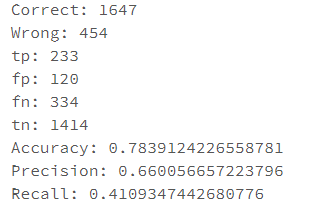 Correct: 1647
Wrong: 454
tp: 233
fp: 120
fn: 334
tn: 1414
Accuracy: 0.7839124226558781
Precision: 0.660056657223796
Recall: 0.4109347442680776